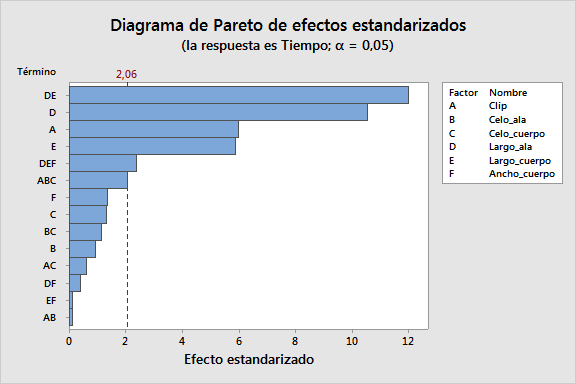 Diagrama de Pareto de efectos estandarizados
(la respuesta es Tiempo; α = 0,05)
Término
2,06
DE
D
A
E
DEF
ABC
F
C
BC
B
AC
DF
EF
AB
0 2 4 6 8 10 12
Efecto estandarizado
Factor Nombre
A Clip
B Celo_ala
C Celo_cuerpo
D Largo_ala
E Largo_cuerpo
F Ancho_cuerpo